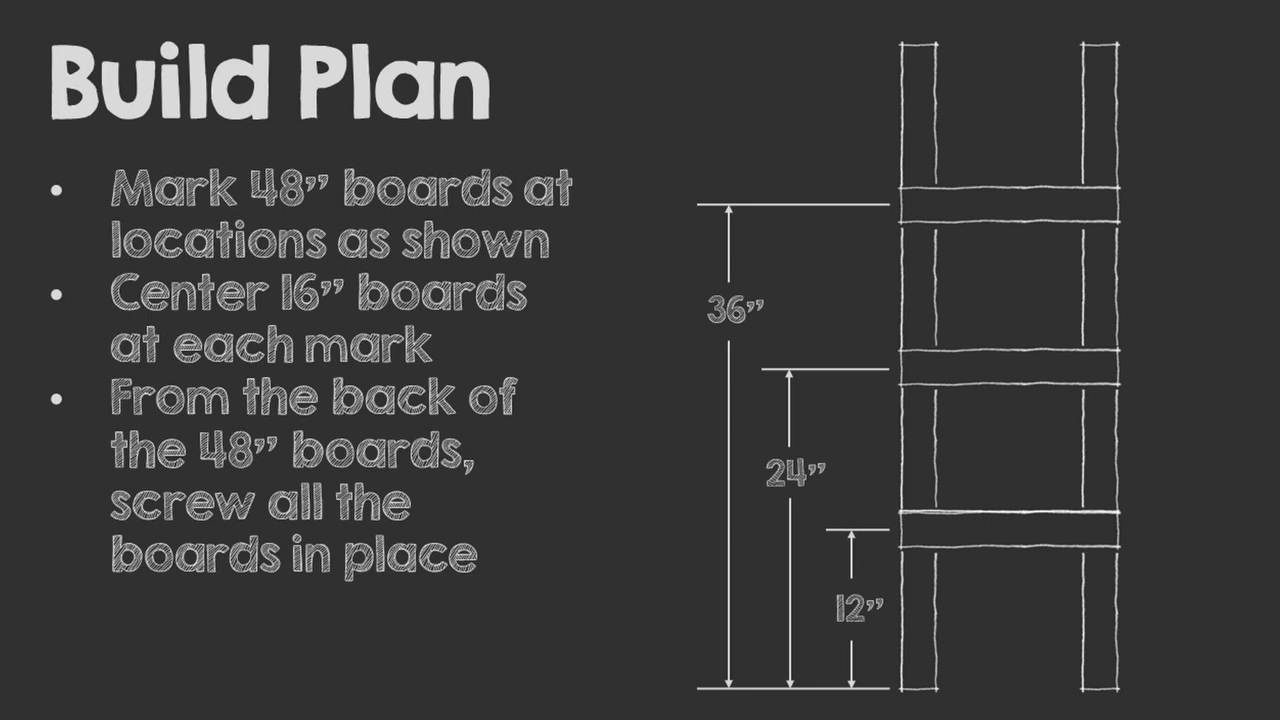 Build Plan
• Mark 48” boards at
locations as shown
• Center 16” boards
at each mark
• From the back of
the 48” boards,
screw all the
boards in place
36”
24”
12”